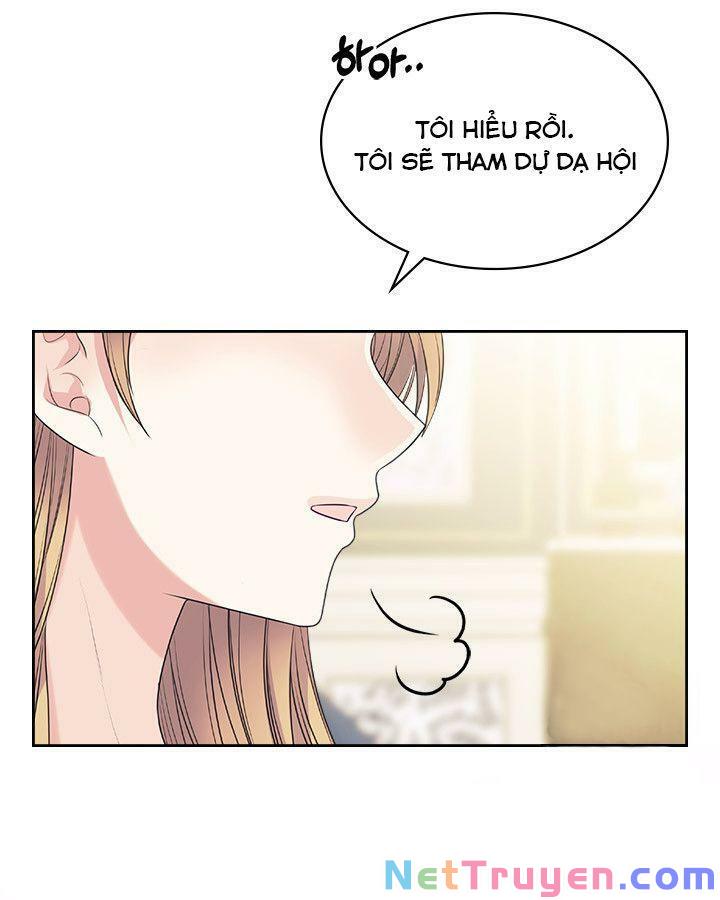 하아..
TÔI HIỂU RỒI.
TÔI SẼ THAM DỰ DẠ HỘI
NetTruyen.com